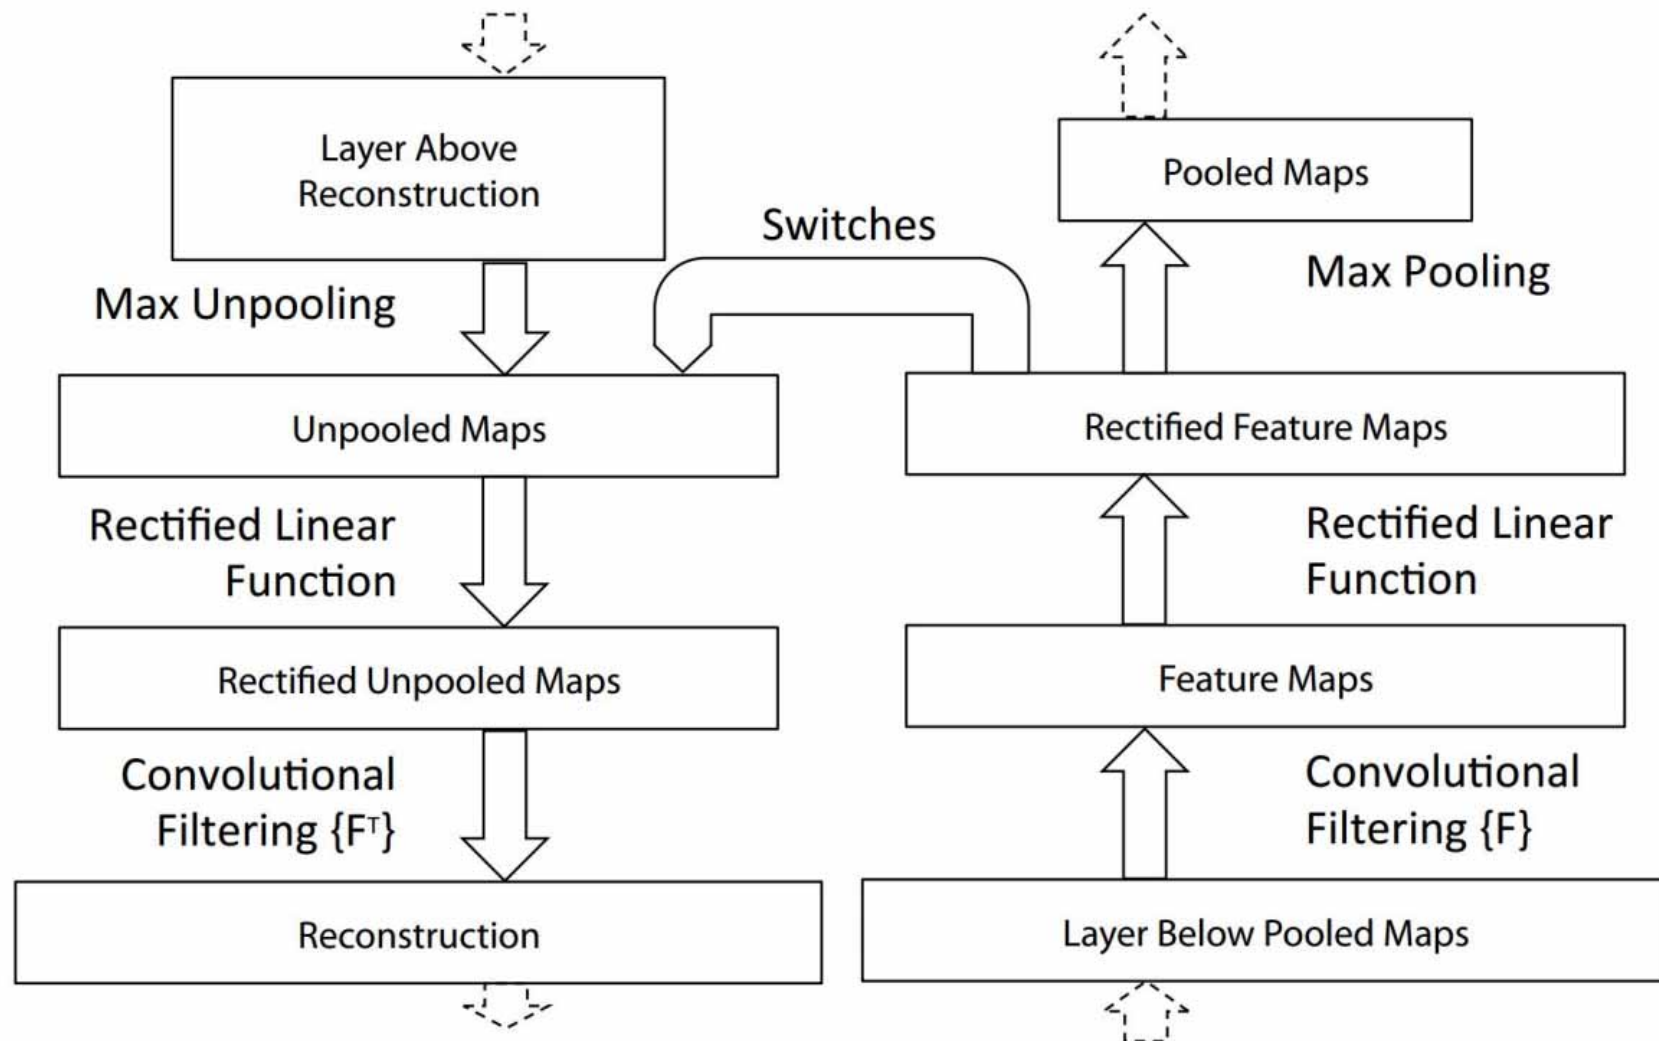 Layer Above
Reconstruction
Pooled Maps
Switches
Max Unpooling
Max Pooling
Unpooled Maps
Rectified Feature Maps
Rectified Linear
Function
Rectified Linear
Function
Rectified Unpooled Maps
Feature Maps
Convolutional
Filtering {Fᵀ}
Convolutional
Filtering {F}
Reconstruction
Layer Below Pooled Maps